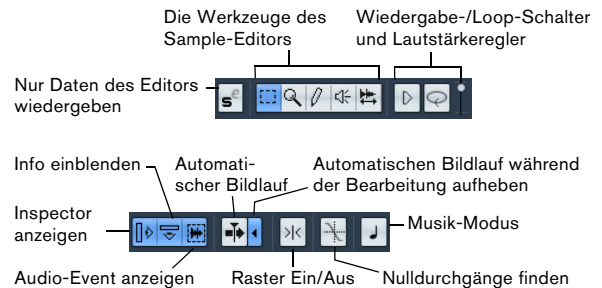 Die Werkzeuge des
Sample-Editors
Wiedergabe-/Loop-Schalter
und Lautstärkeregler
Nur Daten des Editors
wiedergeben
Info einblenden
Automati-
scher Bildlauf
Automatischen Bildlauf während
der Bearbeitung aufheben
Inspector
anzeigen
Musik-Modus
Audio-Event anzeigen
Raster Ein/Aus
Nulldurchgänge finden